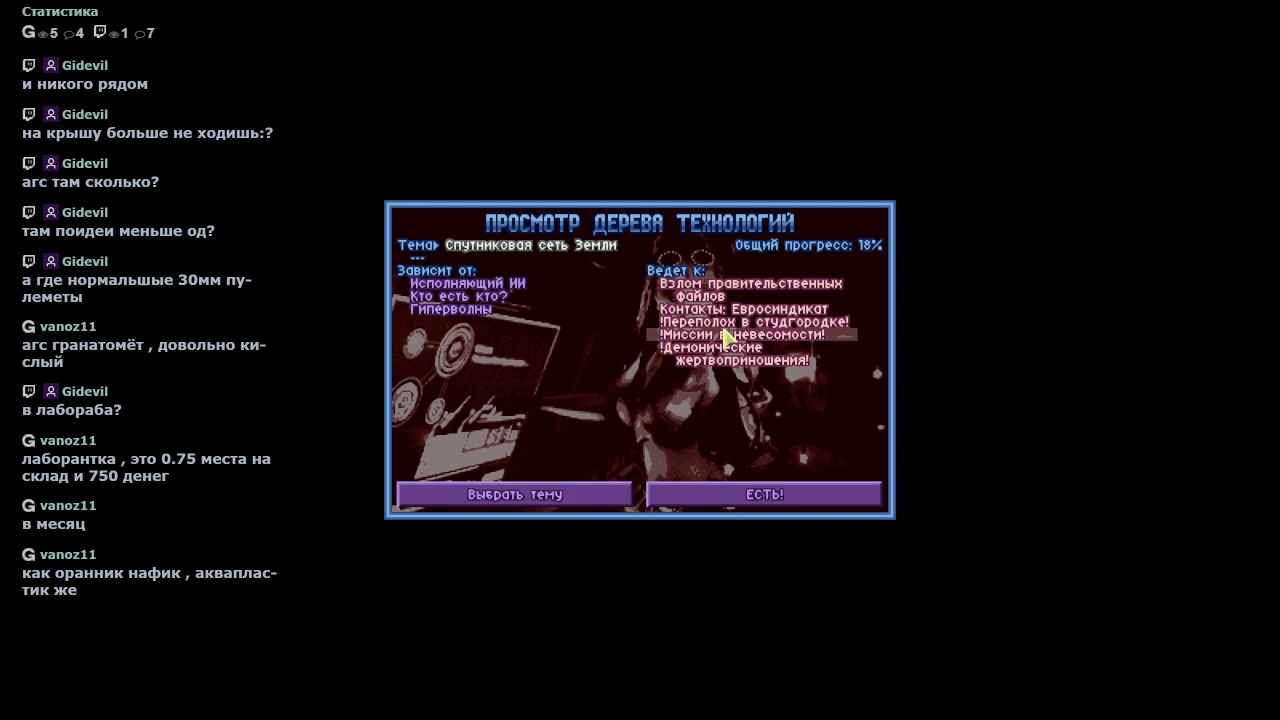 Статистика
5 4 1 7
Gidevil
и никого рядом
Gidevil
на крышу больше не ходишь:?
Gidevil
агс там сколько?
Gidevil
там поидеи меньше од?
Gidevil
а где нормальшые 30мм пу-
леметы
vanoz11
агс гранатомёт , довольно ки-
слый
Gidevil
в лабораба?
vanoz11
лаборантка , это 0.75 места на
склад и 750 денег
vanoz11
в месяц
vanoz11
как оранник нафик , аквaплас-
тик же
ПРОСМОТР ДЕРЕВА ТЕХНОЛОГИЙ
Тема Спутниковая сеть Земли
Общий прогресс: 18%
---
Зависит от:
Исполняющий ИИ
Кто есть кто?
Гиперволны
Ведёт к:
Взлом правительственных
файлов
Контакты: Евросиндикат
!Переполох в студгородке!
!Миссии в невесомости!
!Демонические
жертвоприношения!
Выбрать тему
ЕСТЬ!